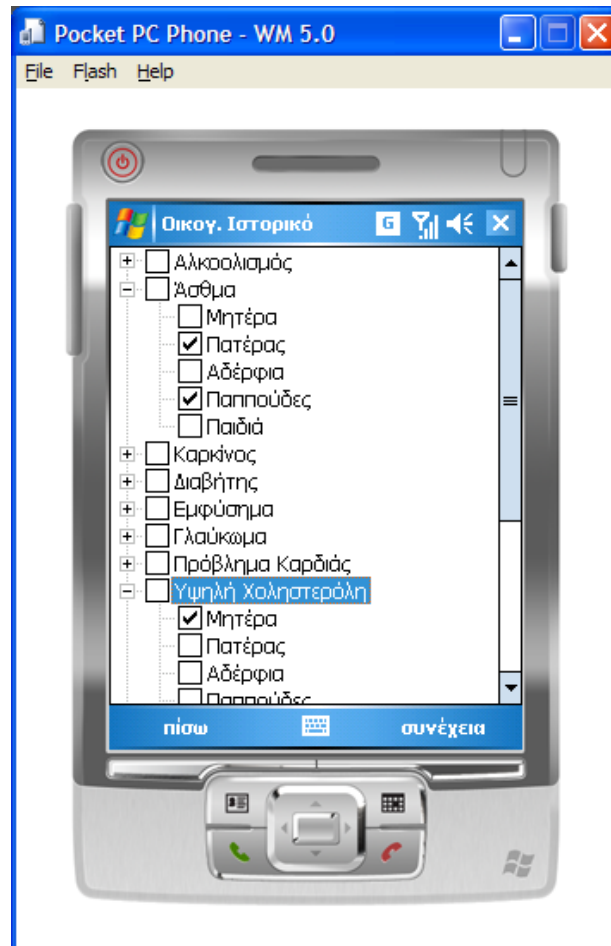 Pocket PC Phone - WM 5.0
File Flash Help
Οικογ. Ιστορικό G
Αλκοολισμός
Άσθμα
Μητέρα
Πατέρας
Αδέρφια
Παππούδες
Παιδιά
Καρκίνος
Διαβήτης
Εμφύσημα
Γλαύκωμα
Πρόβλημα Καρδιάς
Υψηλή Χοληστερόλη
Μητέρα
Πατέρας
Αδέρφια
Παππούδες
πίσω συνέχεια